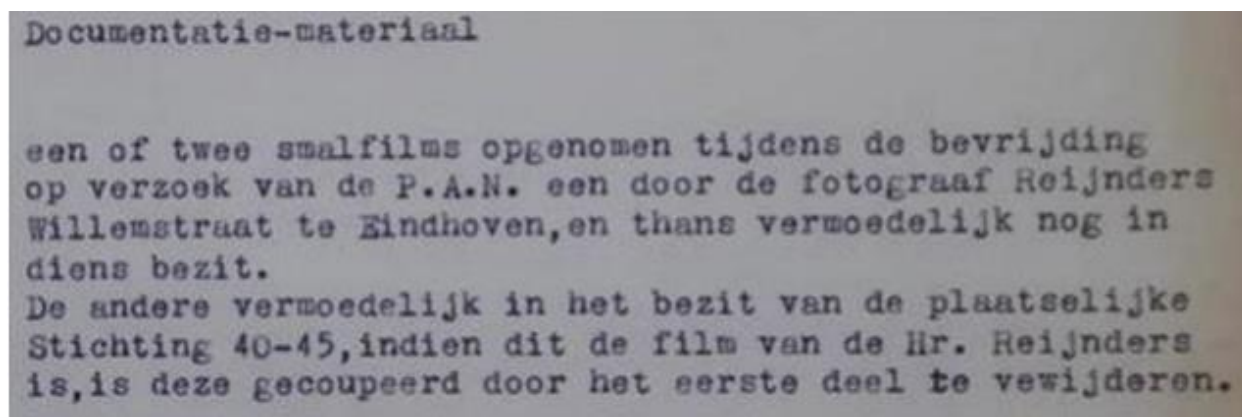 Documentatie-materiaal
een of twee smalfilms opgenomen tijdens de bevrijding
op verzoek van de P.A.N. een door de fotograaf Reijnders
Willemstraat te Eindhoven,en thans vermoedelijk nog in
diens bezit.
De andere vermoedelijk in het bezit van de plaatselijke
Stichting 40-45,indien dit de film van de Hr. Reijnders
is,is deze gecoupeerd door het eerste deel te vewijderen.